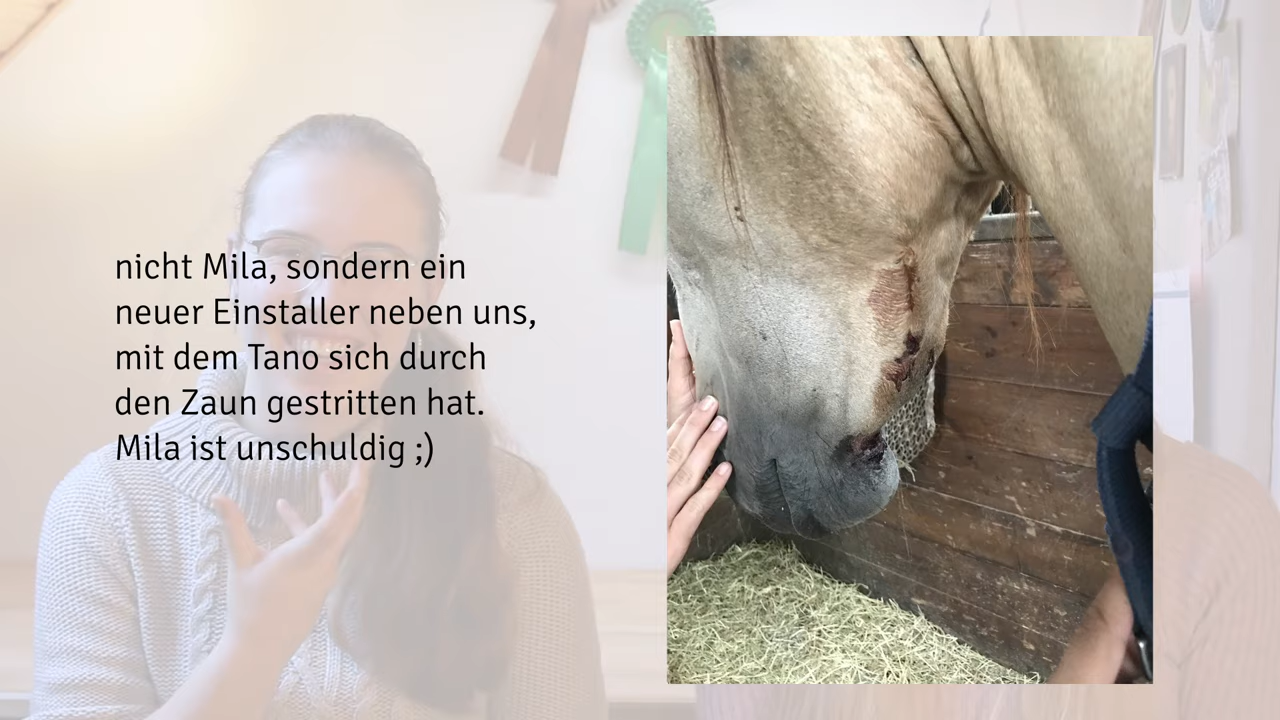 nicht Mila, sondern ein
neuer Einstaller neben uns,
mit dem Tano sich durch
den Zaun gestritten hat.
Mila ist unschuldig ;)